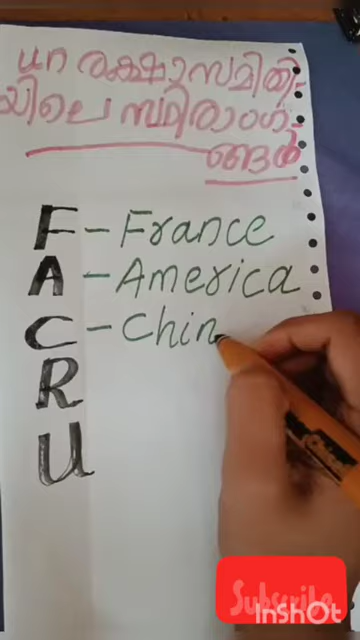 un രക്ഷാസമിതി-
യിലെ സ്ഥിരാംഗ-
ങ്ങൾ
F - France
A - America
C - Chin
R
U
Subscribe
InShOt